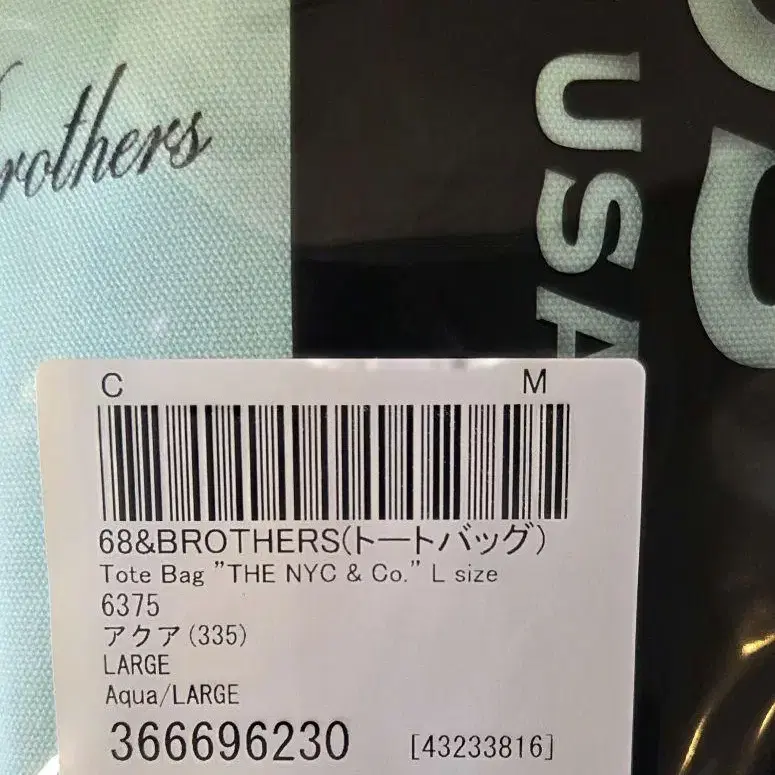 rothers
USA
C M
68&BROTHERS(トートバッグ)
Tote Bag "THE NYC & Co." L size
6375
アクア(335)
LARGE
Aqua/LARGE
366696230 [43233816]